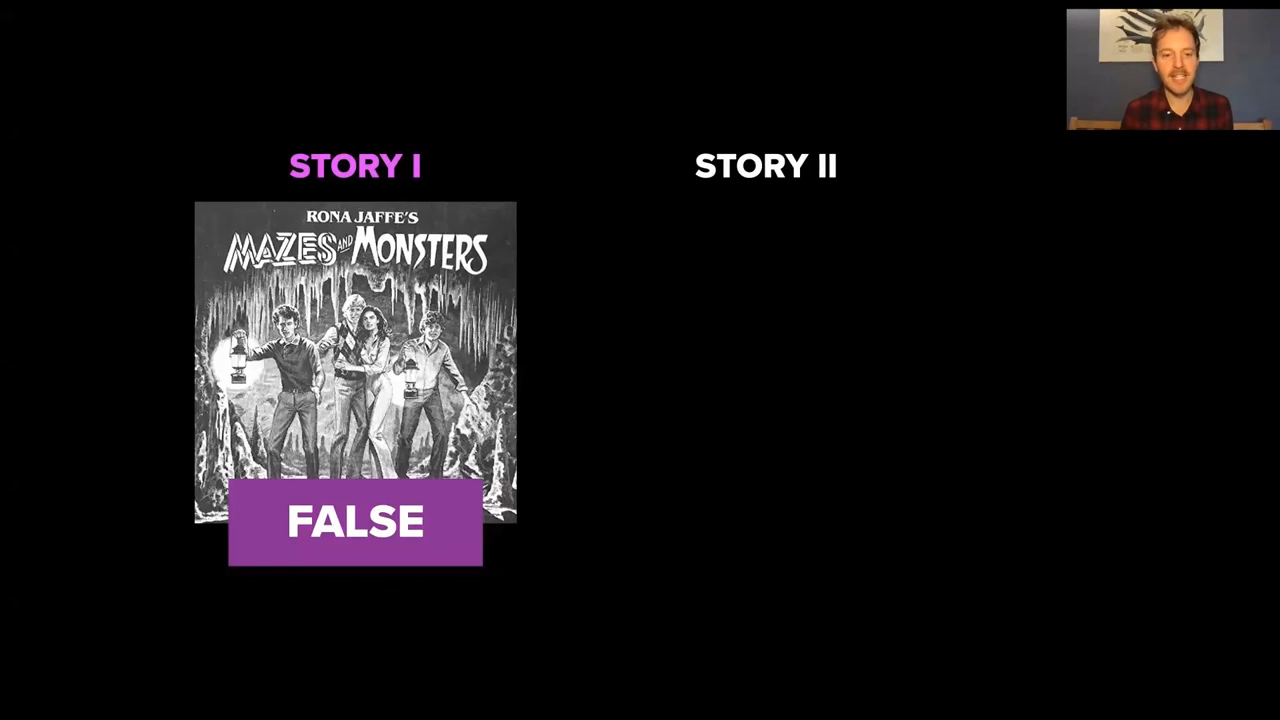 STORY I
STORY II
RONA JAFFE'S
MAZES AND MONSTERS
FALSE